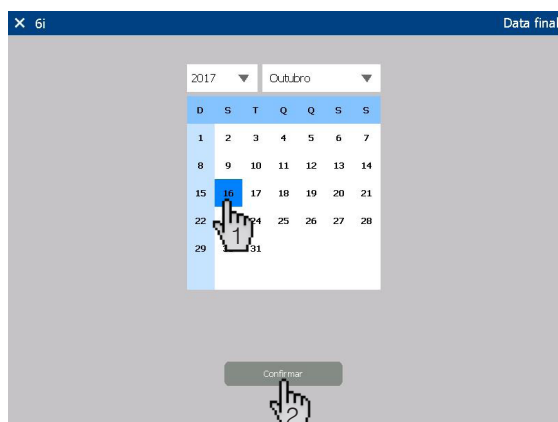 ✕ 6i Data final
2017 Outubro
D S T Q Q S S
1 2 3 4 5 6 7
8 9 10 11 12 13 14
15 16 17 18 19 20 21
22 24 25 26 27 28
29 31
1
Confirmar
2